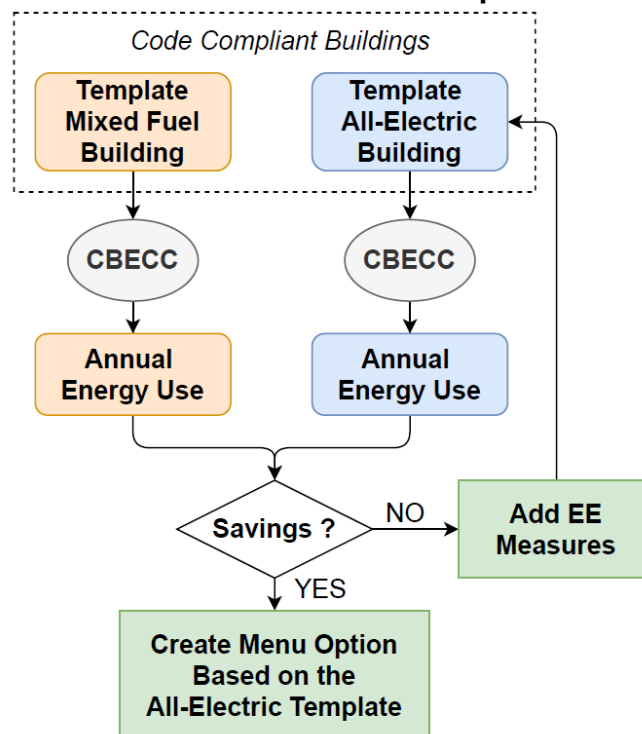 Code Compliant Buildings
Template
Mixed Fuel
Building
Template
All-Electric
Building
CBECC
CBECC
Annual
Energy Use
Annual
Energy Use
Savings ?
NO
Add EE
Measures
YES
Create Menu Option
Based on the
All-Electric Template